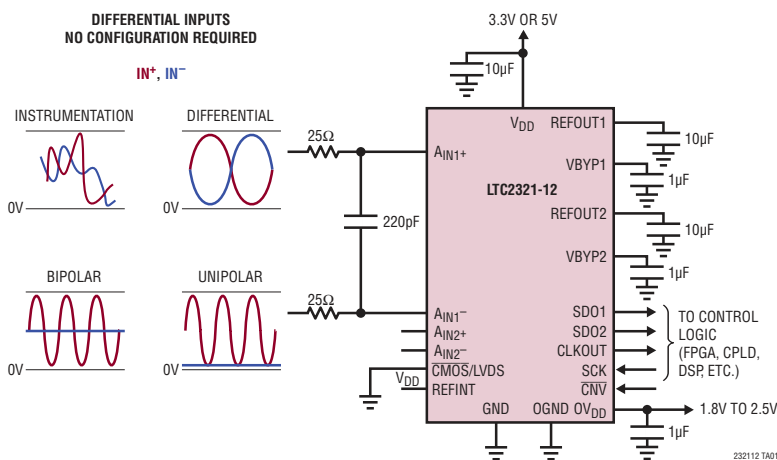 DIFFERENTIAL INPUTS
NO CONFIGURATION REQUIRED
IN+, IN−
INSTRUMENTATION
DIFFERENTIAL
0V
0V
BIPOLAR
UNIPOLAR
0V
0V
25Ω
220pF
25Ω
3.3V OR 5V
10µF
VDD
REFOUT1
10µF
AIN1+
VBYP1
1µF
LTC2321-12
REFOUT2
10µF
VBYP2
1µF
AIN1−
SDO1
AIN2+
SDO2
AIN2−
CLKOUT
CMOS/LVDS
SCK
VDD
REFINT
CNV
TO CONTROL
LOGIC
(FPGA, CPLD,
DSP, ETC.)
GND
OGND
OVDD
1.8V TO 2.5V
1µF
232112 TA01